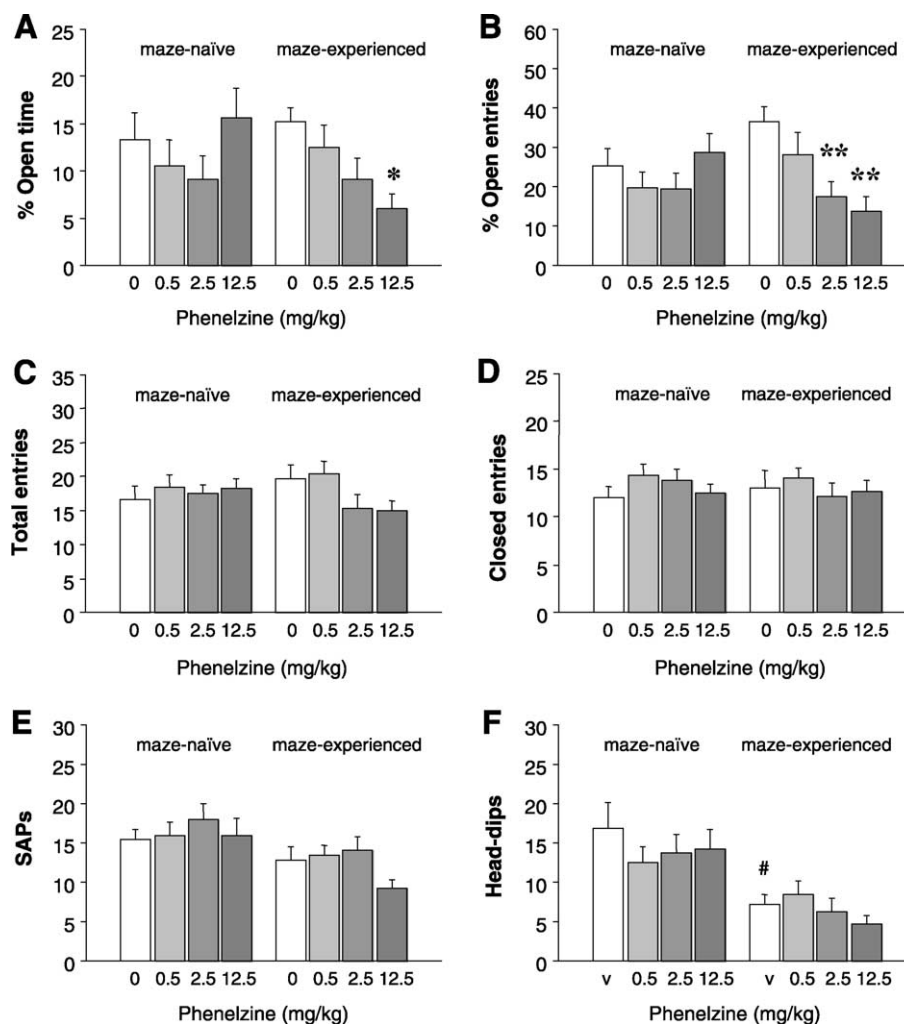 A
maze-naïve maze-experienced
% Open time
25
20
15
10
5
0
*
0 0.5 2.5 12.5 0 0.5 2.5 12.5
Phenelzine (mg/kg)
B
maze-naïve maze-experienced
% Open entries
60
50
40
30
20
10
0
**
**
0 0.5 2.5 12.5 0 0.5 2.5 12.5
Phenelzine (mg/kg)
C
maze-naïve maze-experienced
Total entries
35
30
25
20
15
10
5
0
0 0.5 2.5 12.5 0 0.5 2.5 12.5
Phenelzine (mg/kg)
D
maze-naïve maze-experienced
Closed entries
25
20
15
10
5
0
0 0.5 2.5 12.5 0 0.5 2.5 12.5
Phenelzine (mg/kg)
E
maze-naïve maze-experienced
SAPs
30
25
20
15
10
5
0
0 0.5 2.5 12.5 0 0.5 2.5 12.5
Phenelzine (mg/kg)
F
maze-naïve maze-experienced
Head-dips
30
25
20
15
10
5
0
#
v 0.5 2.5 12.5 v 0.5 2.5 12.5
Phenelzine (mg/kg)